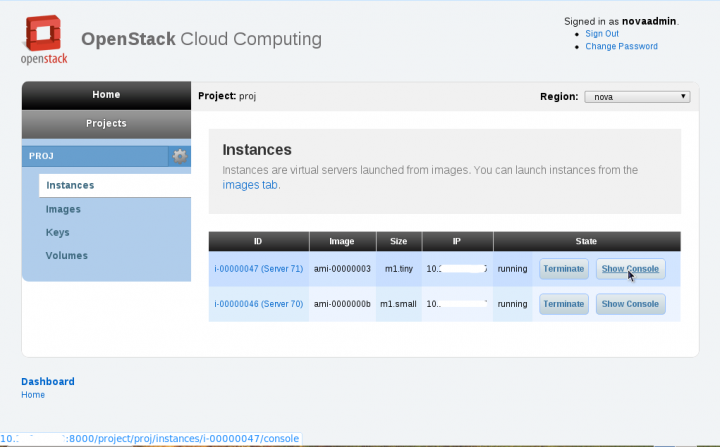 openstack
OpenStack Cloud Computing
Signed in as novaadmin.
Sign Out
Change Password
Home
Projects
PROJ
Instances
Images
Keys
Volumes
Project: proj
Region: nova
Instances
Instances are virtual servers launched from images. You can launch instances from the
images tab.
ID Image Size IP State
i-00000047 (Server 71) ami-00000003 m1.tiny 10. running Terminate Show Console
i-00000046 (Server 70) ami-0000000b m1.small 10. running Terminate Show Console
Dashboard
Home
10. :8000/project/proj/instances/i-00000047/console